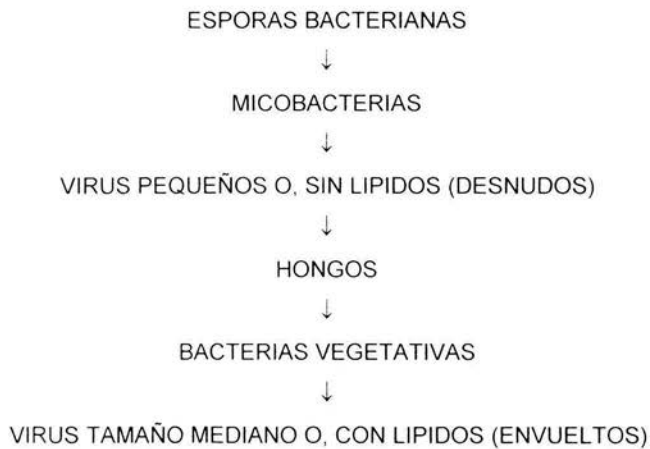 ESPORAS BACTERIANAS
↓
MICOBACTERIAS
↓
VIRUS PEQUEÑOS O, SIN LIPIDOS (DESNUDOS)
↓
HONGOS
↓
BACTERIAS VEGETATIVAS
↓
VIRUS TAMAÑO MEDIANO O, CON LIPIDOS (ENVUELTOS)